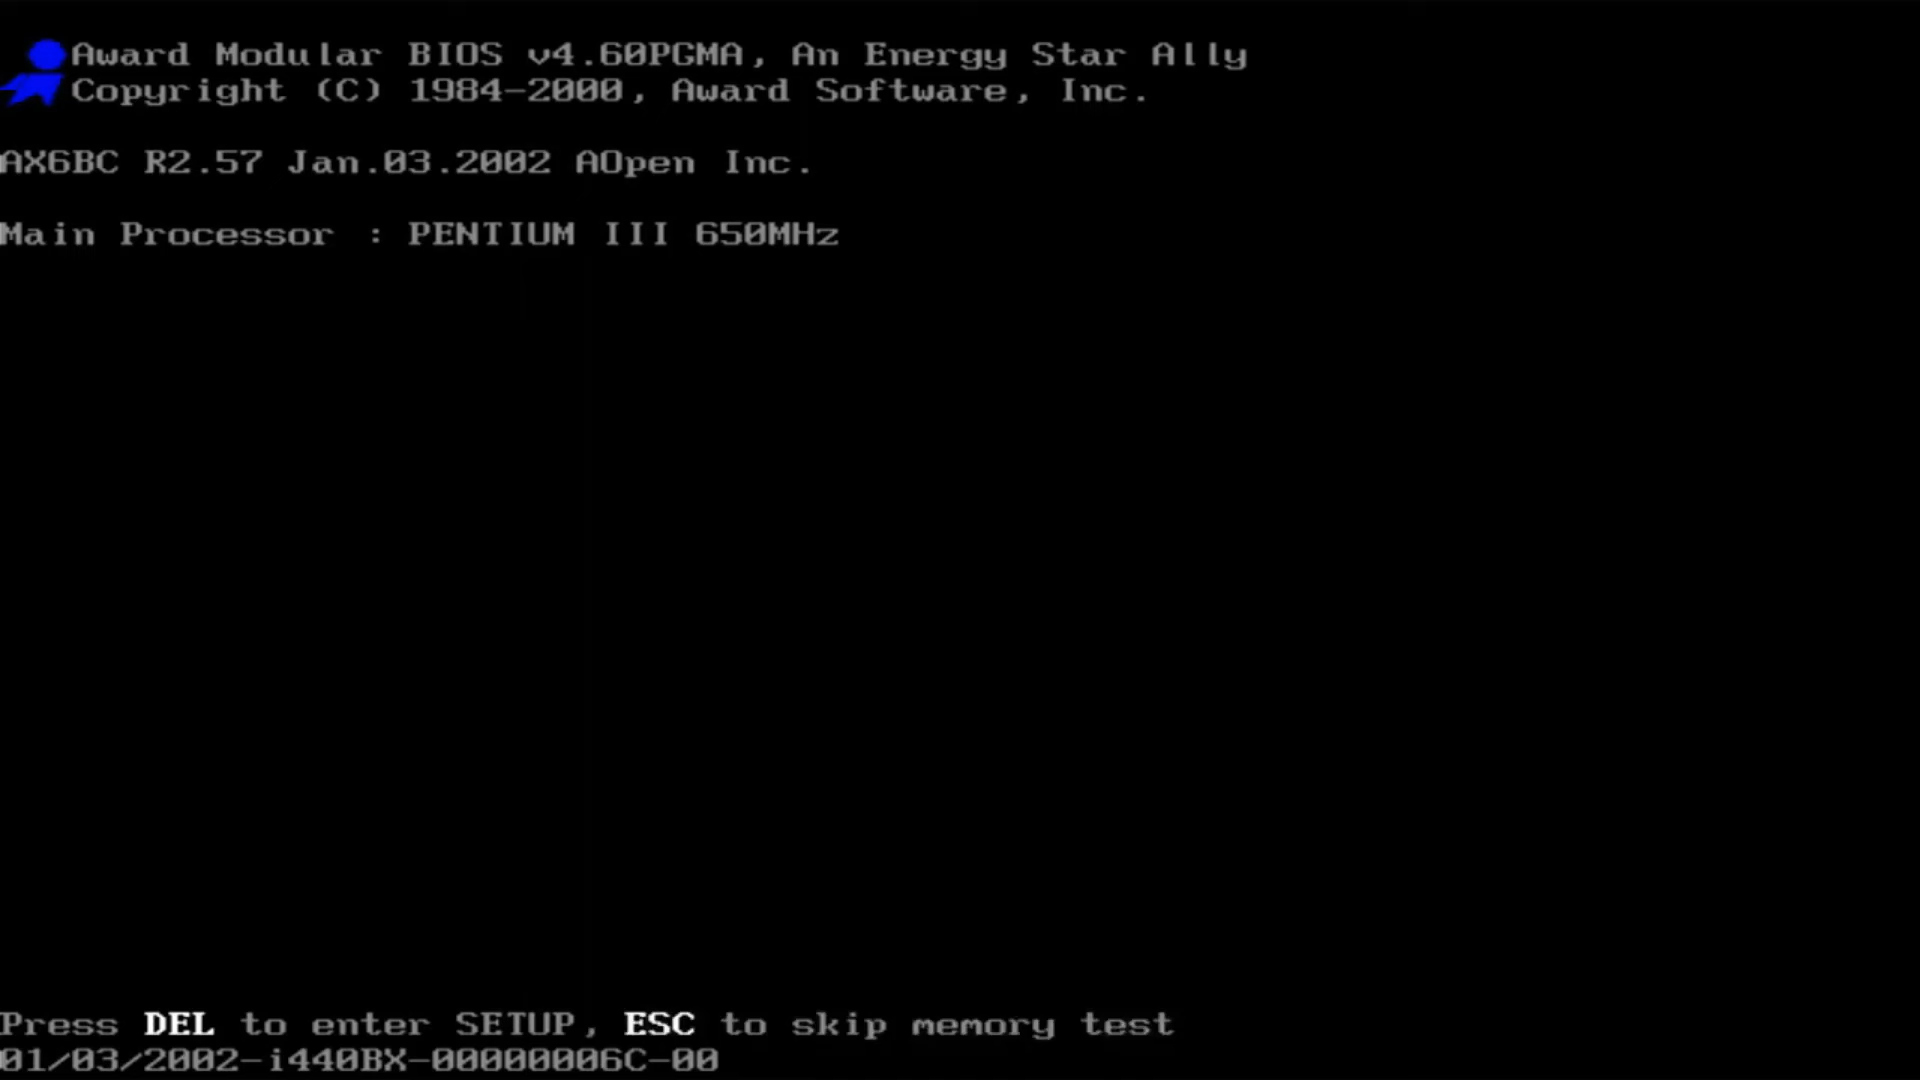 Award Modular BIOS v4.60PGMA, An Energy Star Ally
Copyright (C) 1984-2000, Award Software, Inc.
AX6BC R2.57 Jan.03.2002 AOpen Inc.
Main Processor : PENTIUM III 650MHz
Press DEL to enter SETUP, ESC to skip memory test
01/03/2002-i440BX-00000006C-00